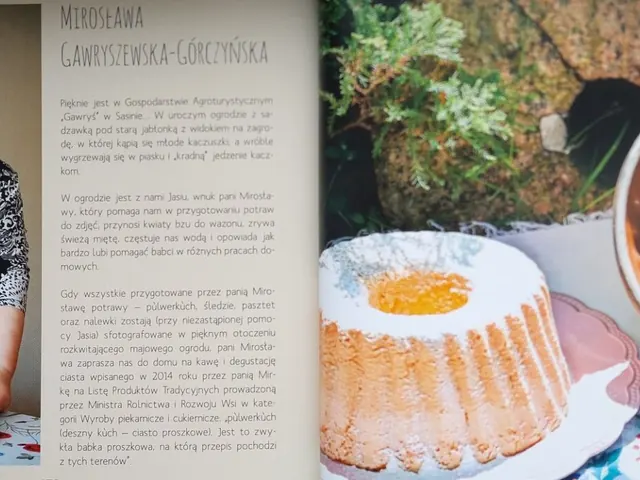 Mirosława
Gawryszewska-Górczyńska
Pięknie jest w Gospodarstwie Agroturystycznym
„Gawryś" w Sasinie... W uroczym ogrodzie z sa-
dzawką pod starą jabłonką z widokiem na zagro-
dę, w której kąpią się młode kaczuszki, a wróble
wygrzewają się w piasku i „kradną" jedzenie kacz-
kom.
W ogrodzie jest z nami Jasiu, wnuk pani Mirosła-
wy, który pomaga nam w przygotowaniu potraw
do zdjęć, przynosi kwiaty bzu do wazonu, zrywa
świeżą miętę, częstuje nas wodą i opowiada jak
bardzo lubi pomagać babci w różnych pracach do-
mowych.
Gdy wszystkie przygotowane przez panią Miro-
sławę potrawy – pùlwerkùch, śledzie, pasztet
oraz nalewki zostają (przy niezastąpionej pomo-
cy Jasia) sfotografowane w pięknym otoczeniu
rozkwitającego majowego ogrodu, pani Mirosła-
wa zaprasza nas do domu na kawę i degustację
ciasta wpisanego w 2014 roku przez panią Mir-
kę na Listę Produktów Tradycyjnych prowadzoną
przez Ministra Rolnictwa i Rozwoju Wsi w kate-
gorii Wyroby piekarnicze i cukiernicze, „pùlwerkùch
(deszny kùch – ciasto proszkowe). Jest to zwy-
kła babka proszkowa, na którą przepis pochodzi
z tych terenów"